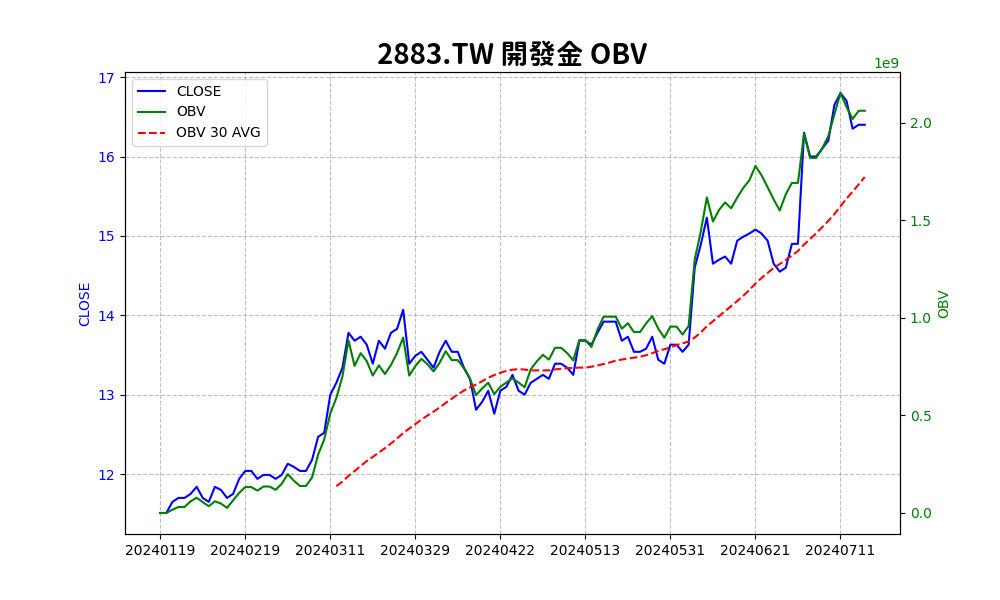 2883.TW 開發金 OBV
1e9
CLOSE
OBV
OBV 30 AVG
17
16
15
14
13
12
CLOSE
2.0
1.5
1.0
0.5
0.0
OBV
20240119 20240219 20240311 20240329 20240422 20240513 20240531 20240621 20240711